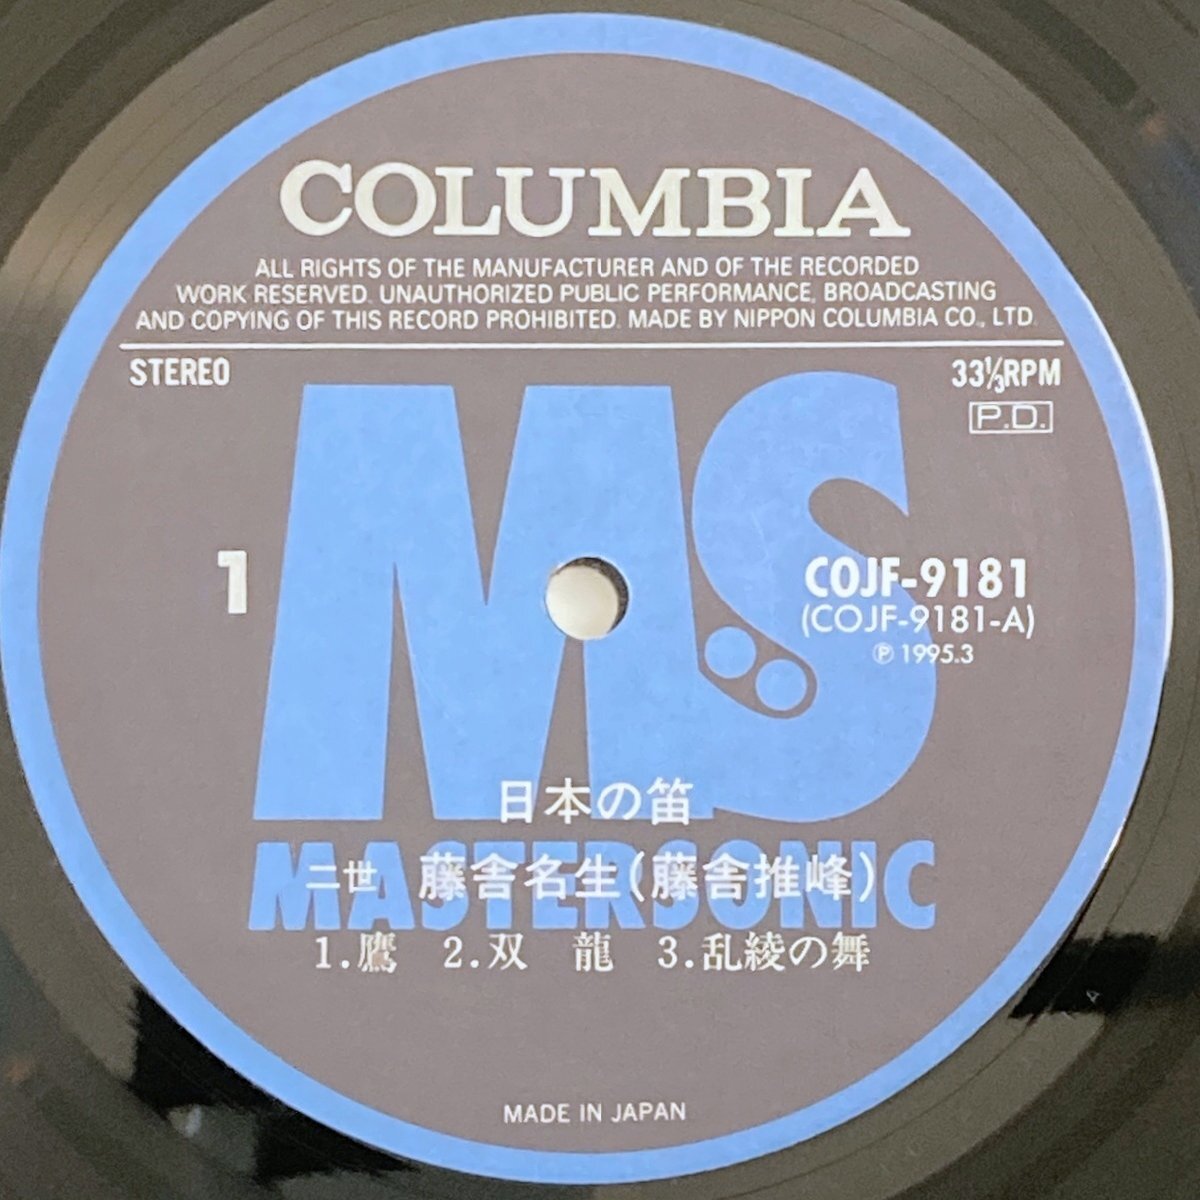 COLUMBIA
ALL RIGHTS OF THE MANUFACTURER AND OF THE RECORDED
WORK RESERVED. UNAUTHORIZED PUBLIC PERFORMANCE, BROADCASTING
AND COPYING OF THIS RECORD PROHIBITED. MADE BY NIPPON COLUMBIA CO., LTD.
STEREO
33⅓RPM
P.D.
MS
1
COJF-9181
(COJF-9181-A)
℗ 1995.3
日本の笛
MASTERSONIC
二世 藤舎名生(藤舎推峰)
1.鷹 2.双 龍 3.乱綾の舞
MADE IN JAPAN